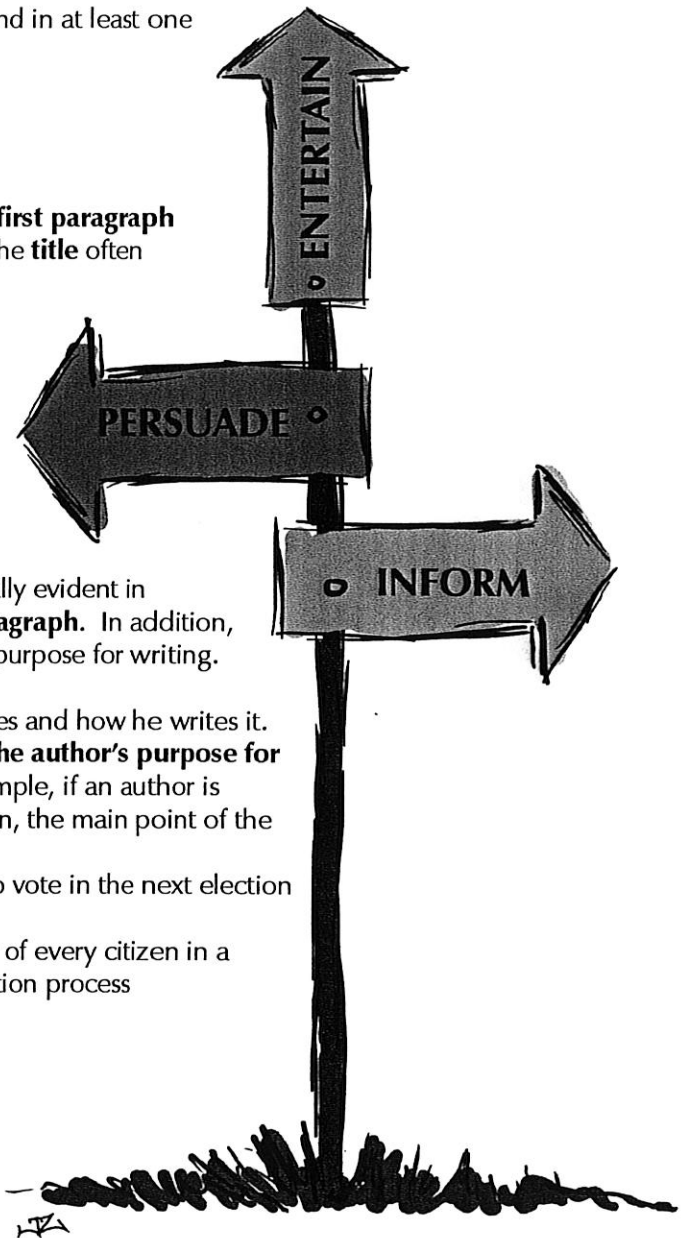 nd in at least one
ENTERTAIN
first paragraph
he title often
PERSUADE
INFORM
lly evident in
agraph. In addition,
purpose for writing.
es and how he writes it.
he author's purpose for
mple, if an author is
n, the main point of the
o vote in the next election
of every citizen in a
tion process